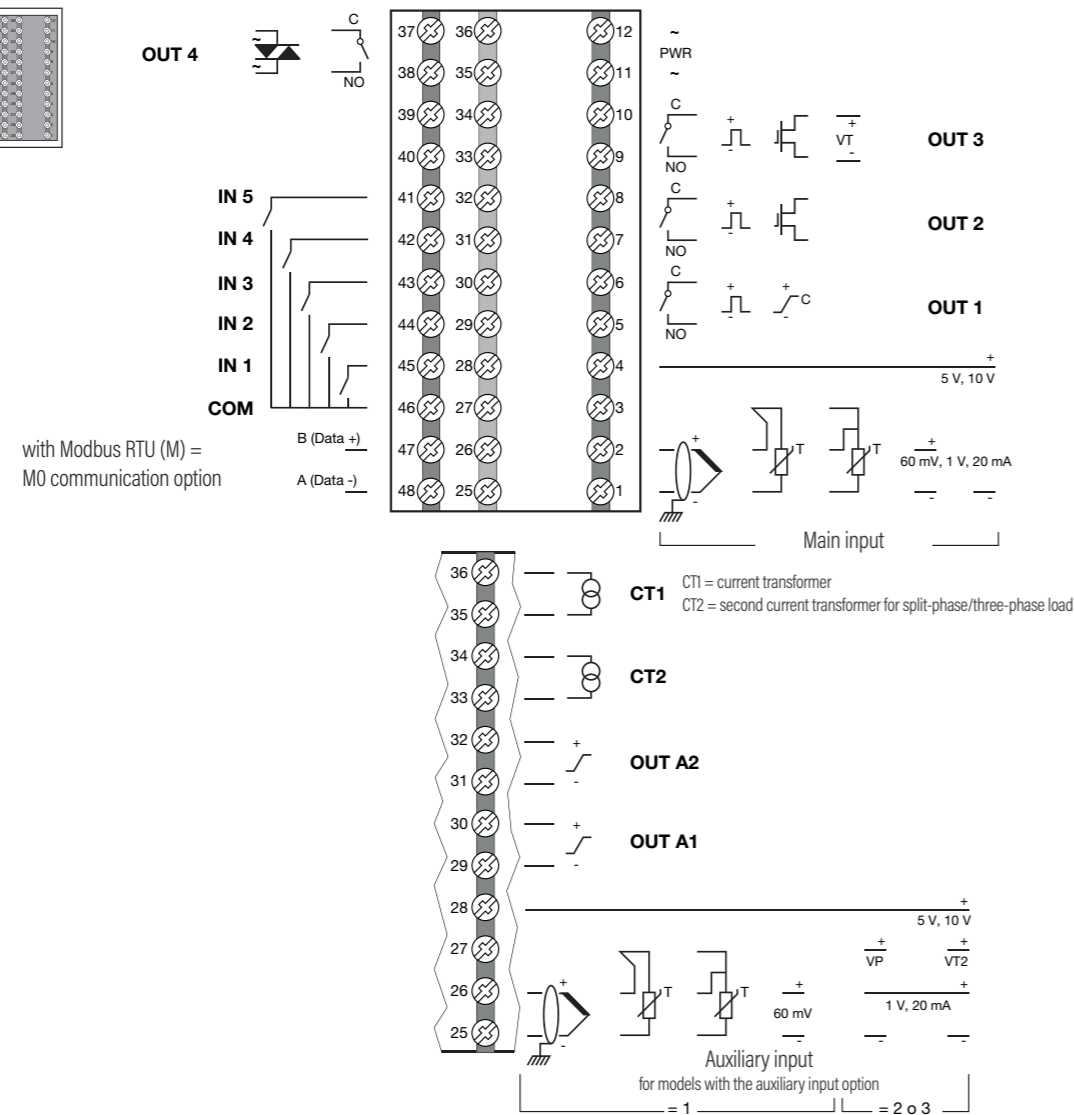 OUT 4
~
~
C
NO
37 36 12
38 35 11
39 34 10
40 33 9
41 32 8
42 31 7
43 30 6
44 29 5
45 28 4
46 27 3
47 26 2
48 25 1
~
PWR
~
C
NO
+
-
+
VT
-
OUT 3
C
NO
+
-
OUT 2
C
NO
+
-
+
C
-
OUT 1
+
5 V, 10 V
IN 5
IN 4
IN 3
IN 2
IN 1
COM
B (Data +)
A (Data -)
with Modbus RTU (M) =
M0 communication option
+
-
T
T
+
60 mV, 1 V, 20 mA
-
-
Main input
36
35
34
33
32
31
30
29
28
27
26
25
CT1
CT1 = current transformer
CT2 = second current transformer for split-phase/three-phase load
CT2
+
-
OUT A2
+
-
OUT A1
+
5 V, 10 V
+
VP
+
VT2
+
-
T
T
+
60 mV
-
+
1 V, 20 mA
-
-
Auxiliary input
for models with the auxiliary input option
= 1
= 2 o 3